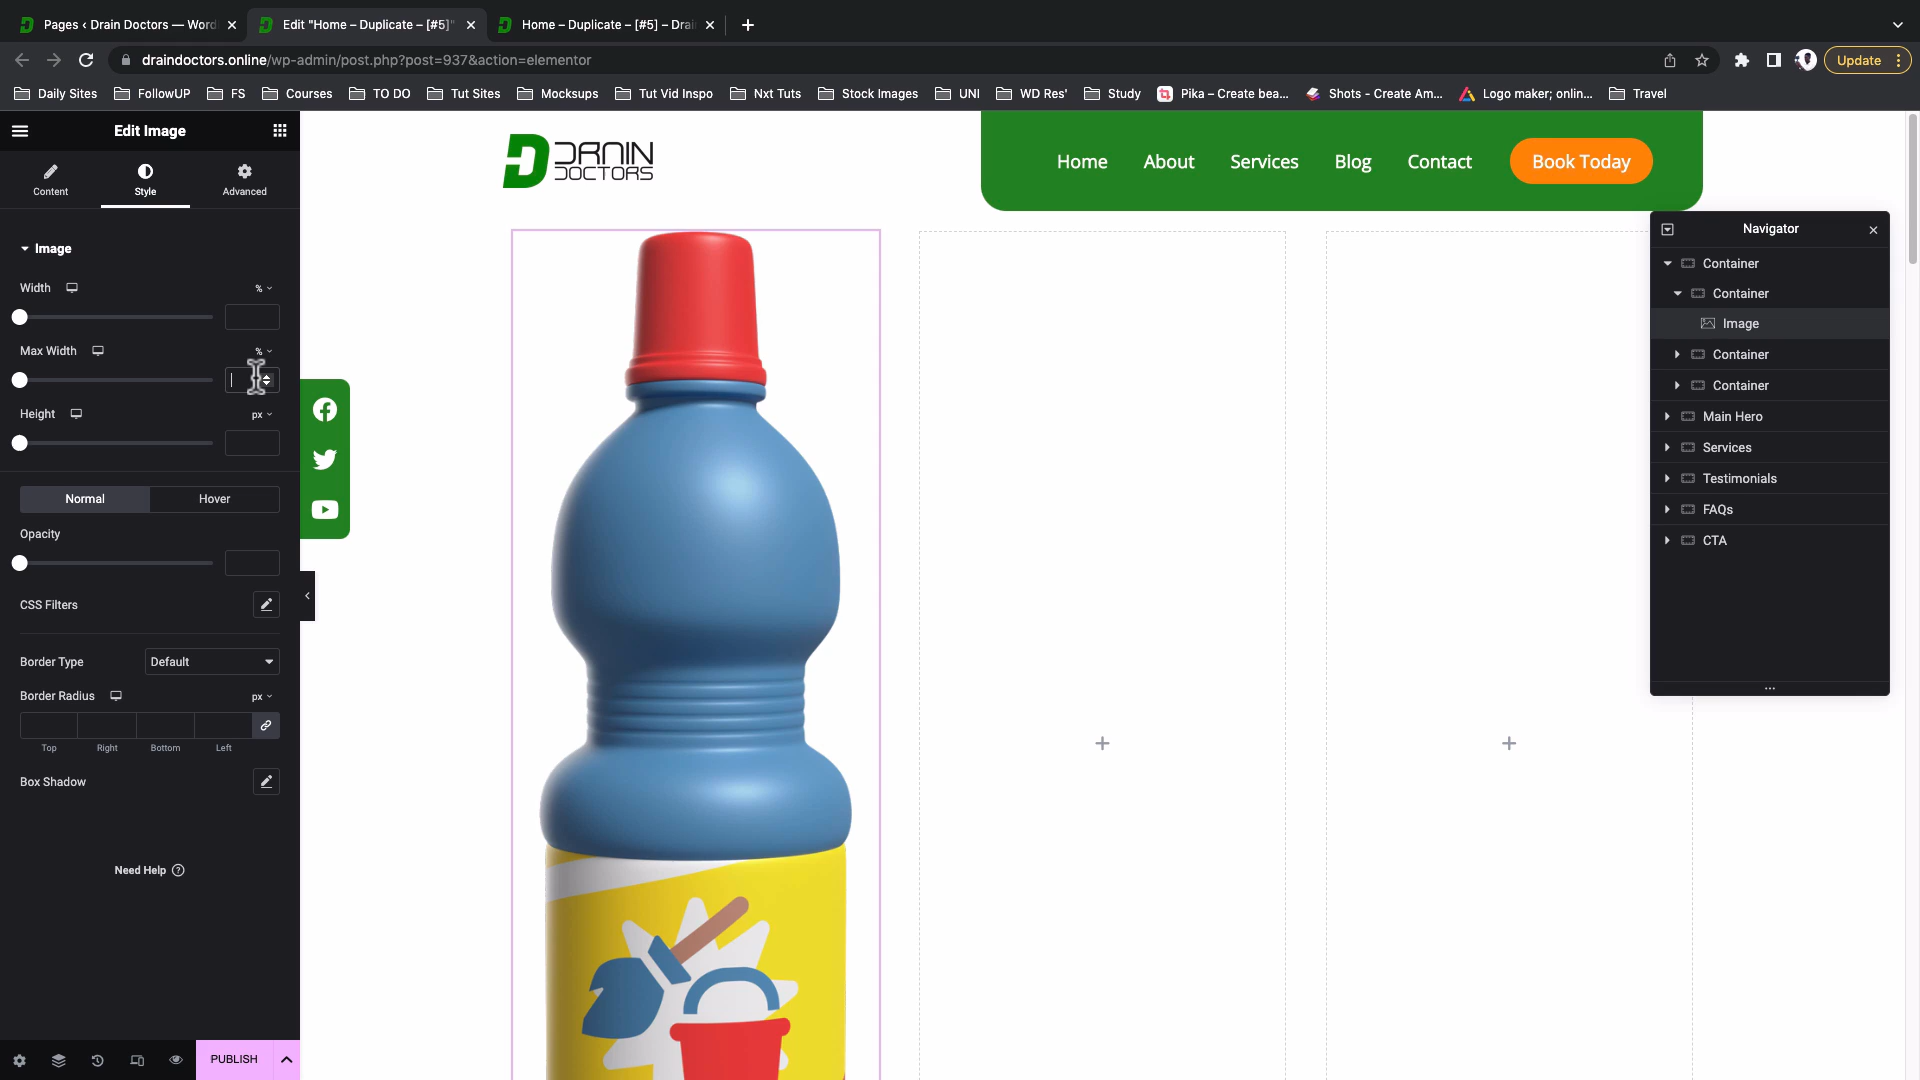 Pages ‹ Drain Doctors — Word
Edit "Home – Duplicate – [#5]"
Home – Duplicate – [#5] – Drai
draindoctors.online/wp-admin/post.php?post=937&action=elementor
Update
Daily Sites
FollowUP
FS
Courses
TO DO
Tut Sites
Mocksups
Tut Vid Inspo
Nxt Tuts
Stock Images
UNI
WD Res'
Study
Pika – Create bea...
Shots - Create Am...
Logo maker; onlin...
Travel
Edit Image
Content
Style
Advanced
Image
Width
%
Max Width
%
Height
px
Normal
Hover
Opacity
CSS Filters
Border Type
Default
Border Radius
px
Top
Right
Bottom
Left
Box Shadow
Need Help
PUBLISH
DRAIN
DOCTORS
Home
About
Services
Blog
Contact
Book Today
Navigator
Container
Container
Image
Container
Container
Main Hero
Services
Testimonials
FAQs
CTA